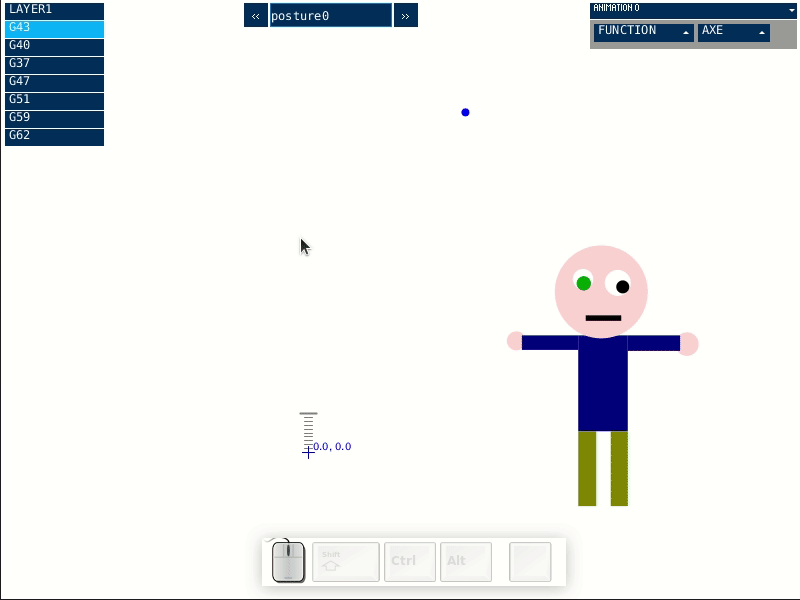 LAYER1
G43
G40
G37
G47
G51
G59
G62
<< posture0 >>
ANIMATION 0
FUNCTION AXE
0.0, 0.0
Shift Ctrl Alt